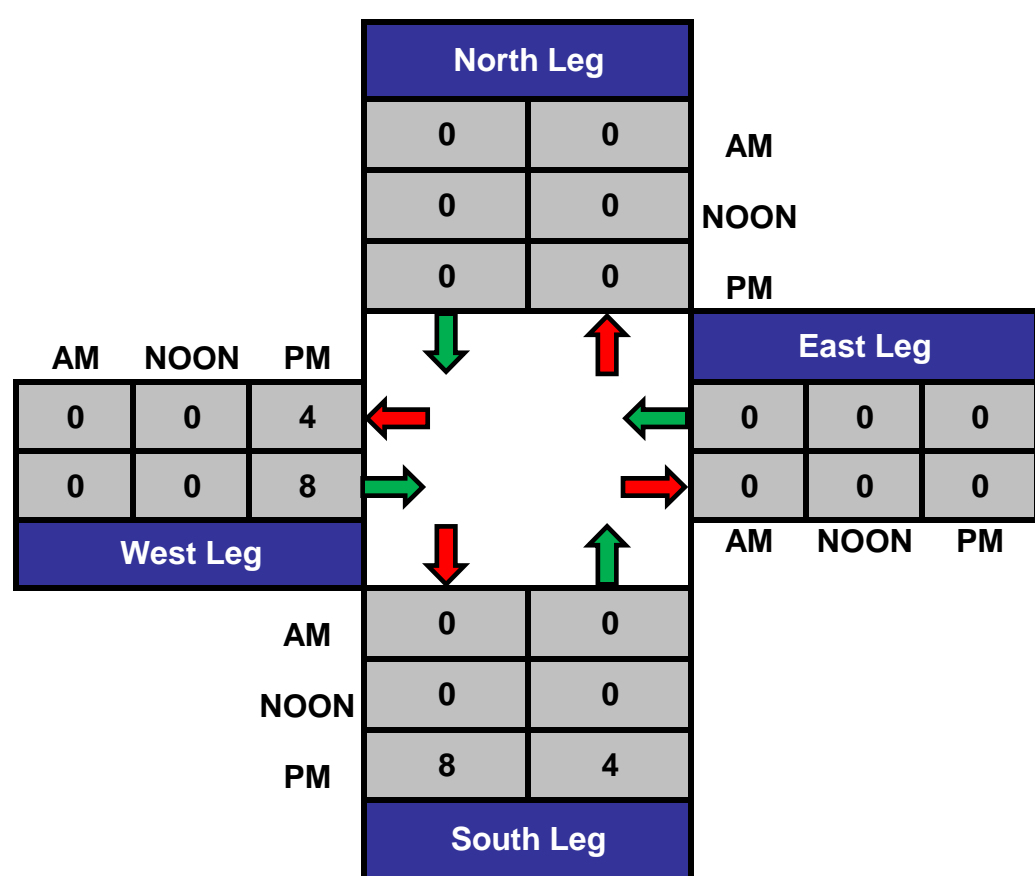 North Leg
0 0 AM
0 0 NOON
0 0 PM
East Leg
AM NOON PM
0 0 4 0 0 0
0 0 8 0 0 0
West Leg
AM NOON PM
AM 0 0
NOON 0 0
PM 8 4
South Leg